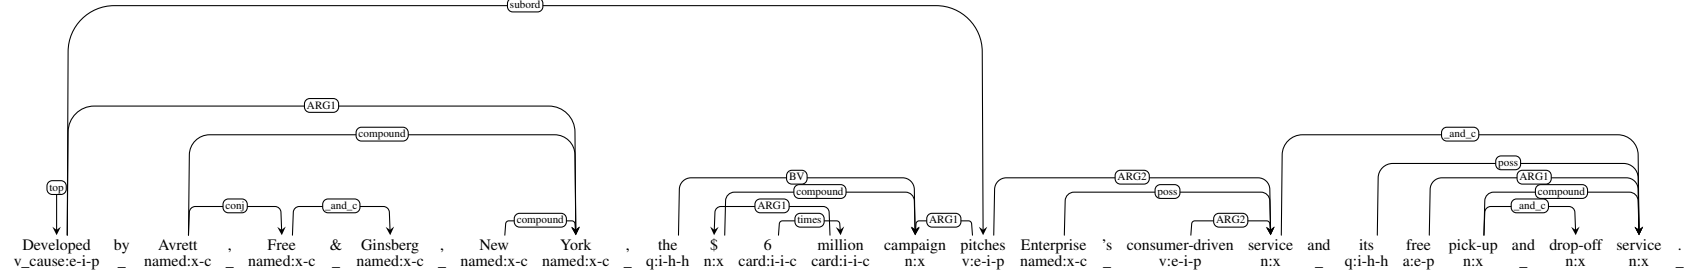 subord
ARG1
compound _and_c
poss
BV ARG2 ARG1
top compound poss compound
conj _and_c ARG1 _and_c
compound times ARG1 ARG2
Developed by Avrett , Free & Ginsberg , New York , the $ 6 million campaign pitches Enterprise 's consumer-driven service and its free pick-up and drop-off service .
v_cause:e-i-p _ named:x-c _ named:x-c _ named:x-c _ named:x-c named:x-c _ q:i-h-h n:x card:i-i-c card:i-i-c n:x v:e-i-p named:x-c _ v:e-i-p n:x _ q:i-h-h a:e-p n:x _ n:x n:x _